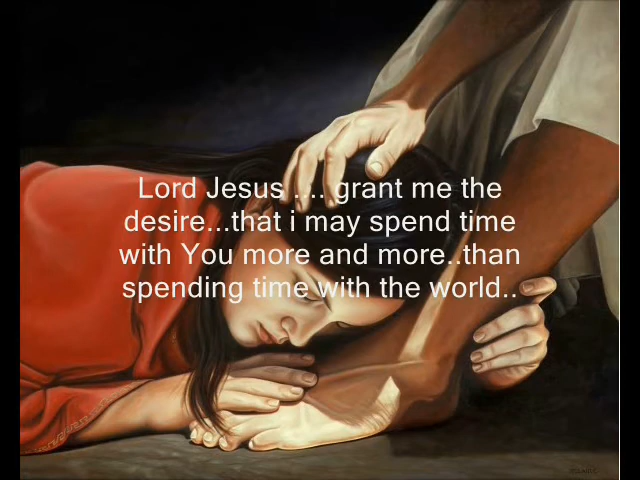 Lord Jesus .... grant me the
desire...that i may spend time
with You more and more..than
spending time with the world..